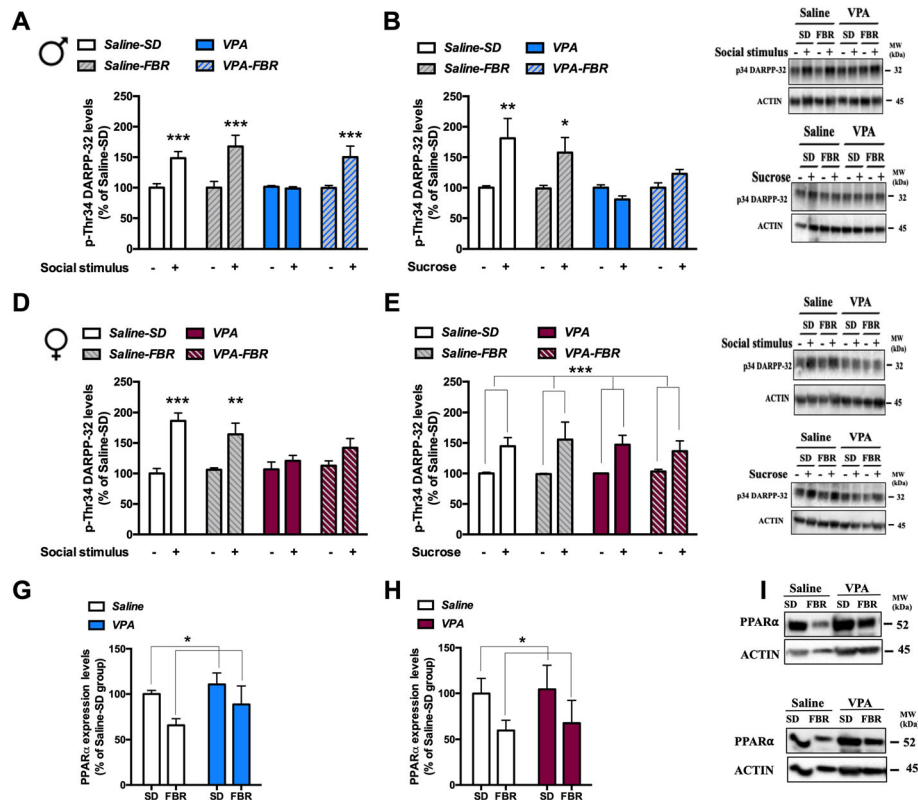 A
Saline-SD VPA
Saline-FBR VPA-FBR
p-Thr34 DARPP-32 levels
(% of Saline-SD)
250
200
150
100
50
0
*** *** ***
Social stimulus - + - + - + - +
B
Saline-SD VPA
Saline-FBR VPA-FBR
p-Thr34 DARPP-32 levels
(% of Saline-SD)
250
200
150
100
50
0
** *
Sucrose - + - + - + - +
Saline VPA
SD FBR SD FBR
MW
(kDa)
Social stimulus - + - + - + - +
p34 DARPP-32 - 32
ACTIN - 45
Saline VPA
SD FBR SD FBR
MW
(kDa)
Sucrose - + - + - + - +
p34 DARPP-32 - 32
ACTIN 45
D
Saline-SD VPA
Saline-FBR VPA-FBR
p-Thr34 DARPP-32 levels
(% of Saline-SD)
250
200
150
100
50
0
*** **
Social stimulus - + - + - + - +
E
Saline-SD VPA
Saline-FBR VPA-FBR
p-Thr34 DARPP-32 levels
(% of Saline-SD)
250
200
150
100
50
0
***
Sucrose - + - + - + - +
Saline VPA
SD FBR SD FBR
MW
(kDa)
Social stimulus - + - + - + - +
p34 DARPP-32 - 32
ACTIN 45
Saline VPA
SD FBR SD FBR
MW
(kDa)
Sucrose - + - + - + - +
p34 DARPP-32 - 32
ACTIN - 45
G
Saline
VPA
PPARα expression levels
(% of Saline-SD group)
150
100
50
0
*
SD FBR SD FBR
H
Saline
VPA
PPARα expression levels
(% of Saline-SD group)
150
100
50
0
*
SD FBR SD FBR
I
Saline VPA
SD FBR SD FBR
MW
(kDa)
PPARα - 52
ACTIN 45
Saline VPA
SD FBR SD FBR
MW
(kDa)
PPARα - 52
ACTIN 45